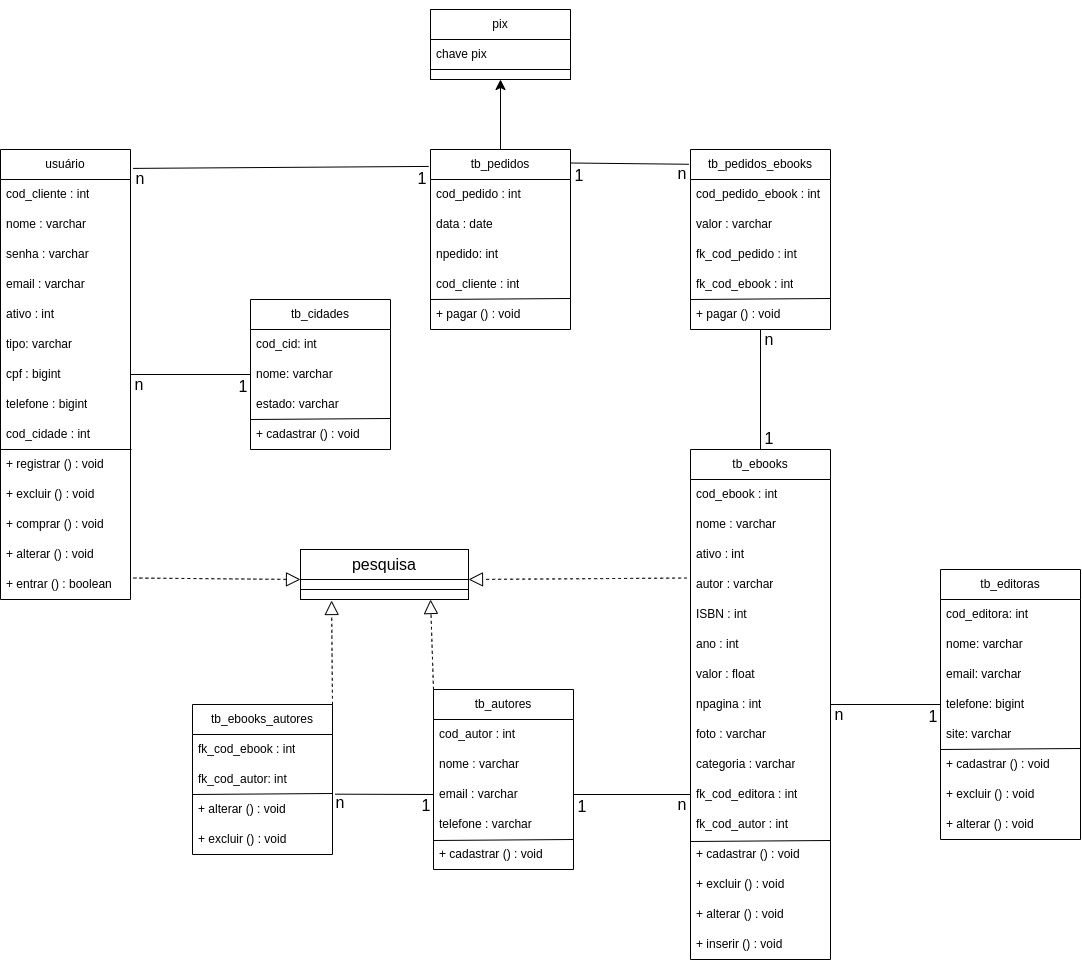 pix
chave pix
usuário
cod_cliente : int
nome : varchar
senha : varchar
email : varchar
ativo : int
tipo: varchar
cpf : bigint
telefone : bigint
cod_cidade : int
+ registrar () : void
+ excluir () : void
+ comprar () : void
+ alterar () : void
+ entrar () : boolean
n
1
tb_pedidos
cod_pedido : int
data : date
npedido: int
cod_cliente : int
+ pagar () : void
1
n
tb_pedidos_ebooks
cod_pedido_ebook : int
valor : varchar
fk_cod_pedido : int
fk_cod_ebook : int
+ pagar () : void
n
1
tb_cidades
cod_cid: int
nome: varchar
estado: varchar
+ cadastrar () : void
n
1
pesquisa
tb_ebooks
cod_ebook : int
nome : varchar
ativo : int
autor : varchar
ISBN : int
ano : int
valor : float
npagina : int
foto : varchar
categoria : varchar
fk_cod_editora : int
fk_cod_autor : int
+ cadastrar () : void
+ excluir () : void
+ alterar () : void
+ inserir () : void
n
1
tb_editoras
cod_editora: int
nome: varchar
email: varchar
telefone: bigint
site: varchar
+ cadastrar () : void
+ excluir () : void
+ alterar () : void
tb_ebooks_autores
fk_cod_ebook : int
fk_cod_autor: int
+ alterar () : void
+ excluir () : void
n
1
tb_autores
cod_autor : int
nome : varchar
email : varchar
telefone : varchar
+ cadastrar () : void
1
n